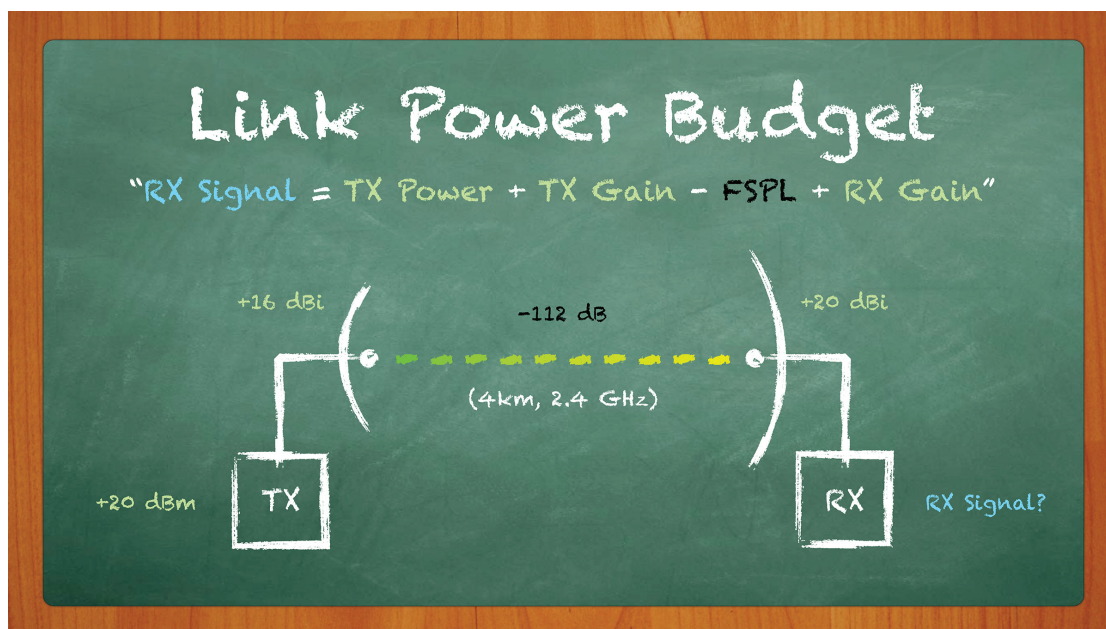 Link Power Budget
"RX Signal = TX Power + TX Gain - FSPL + RX Gain"
+16 dBi
-112 dB
+20 dBi
(4km, 2.4 GHz)
+20 dBm
TX
RX
RX Signal?